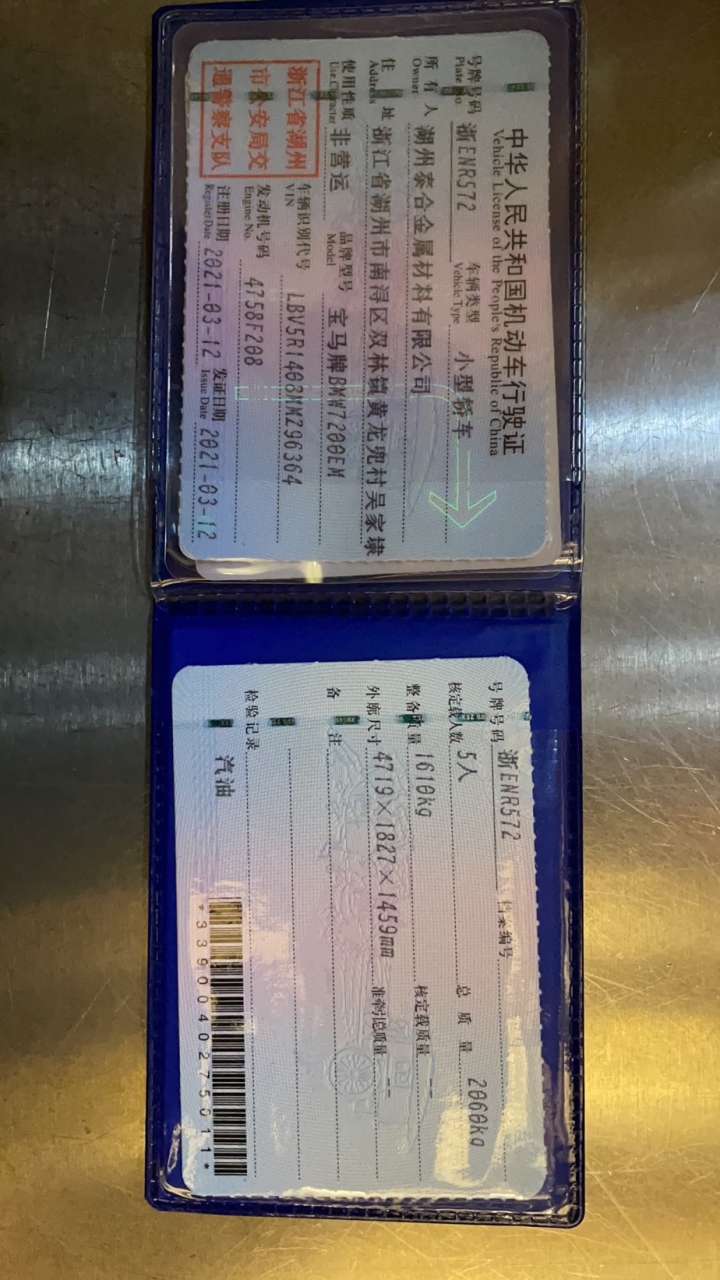 中华人民共和国机动车行驶证
Vehicle License of the People's Republic of China
号牌号码 浙ENR572 车辆类型 小型轿车
Plate No. Vehicle Type
所有人 湖州泰合金属材料有限公司
Owner
住址 浙江省湖州市南浔区双林镇黄龙兜村吴家埭
Address
使用性质 非营运 品牌型号 宝马牌BMW7200EM
Use Character Model
浙江省湖州
市公安局交
通警察支队
车辆识别代号 LBV5R1408MMZ96364
VIN
发动机号码 4758F208
Engine No.
注册日期 2021-03-12 发证日期 2021-03-12
Register Date Issue Date
号牌号码 浙ENR572 档案编号
核定载人数 5人 总质量 2060kg
整备质量 1610kg 核定载质量 --
外廓尺寸 4719×1827×1459mm 准牵引总质量 --
备注
检验记录
汽油
*3390040275011*